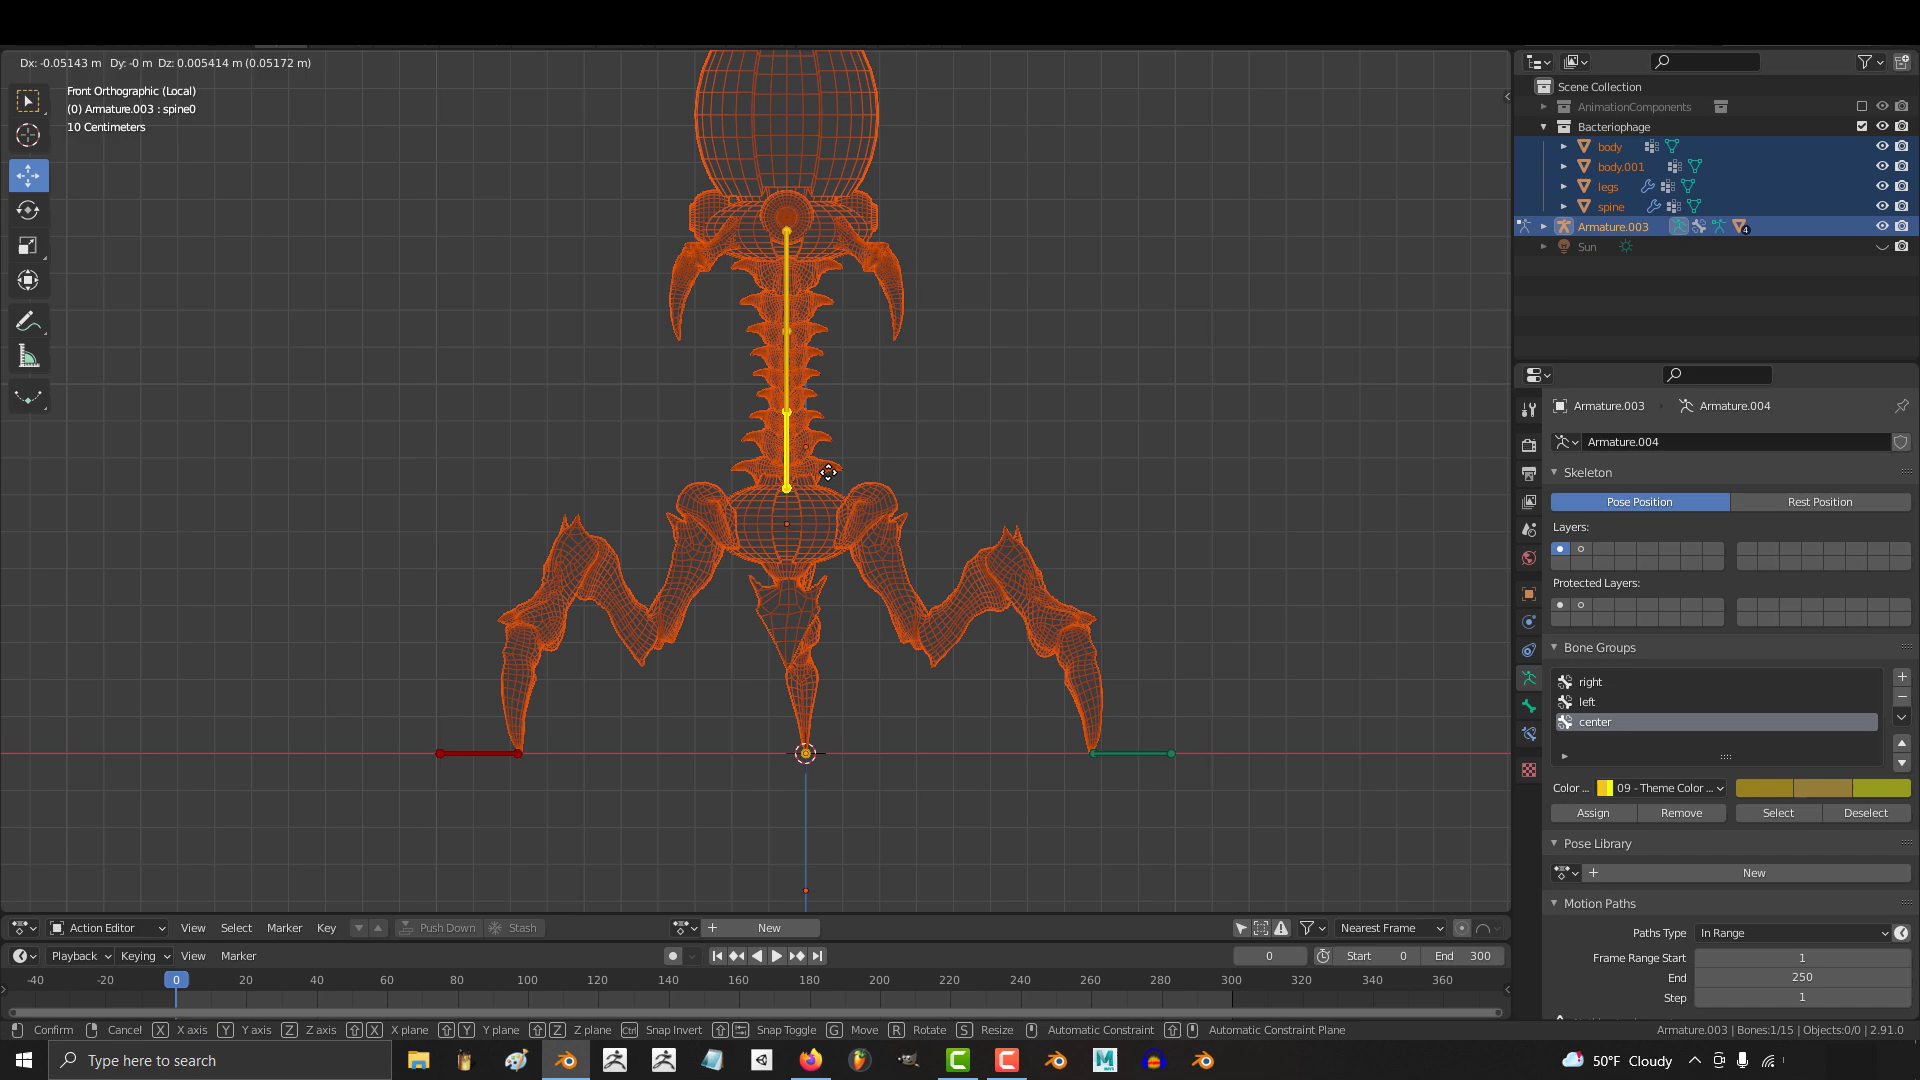 Dx: -0.05143 m   Dy: -0 m   Dz: 0.005414 m (0.05172 m)
Front Orthographic (Local)
(0) Armature.003 : spine0
10 Centimeters
Scene Collection
AnimationComponents
Bacteriophage
body
body.001
legs
spine
Armature.003
4
Sun
Armature.003
Armature.004
Armature.004
Skeleton
Pose Position
Rest Position
Layers:
Protected Layers:
Bone Groups
right
left
center
Color ...
09 - Theme Color ...
Assign
Remove
Select
Deselect
Pose Library
New
Motion Paths
Paths Type
In Range
Frame Range Start
1
End
250
Step
1
Action Editor
View
Select
Marker
Key
Push Down
Stash
New
Nearest Frame
Playback
Keying
View
Marker
0
Start 0
End 300
-40 -20 0 20 40 60 80 100 120 140 160 180 200 220 240 260 280 300 320 340 360
Confirm
Cancel
X X axis
Y Y axis
Z Z axis
X X plane
Y Y plane
Z Z plane
Ctrl Snap Invert
Snap Toggle
G Move
R Rotate
S Resize
Automatic Constraint
Automatic Constraint Plane
Armature.003 | Bones:1/15 | Objects:0/0 | 2.91.0
Type here to search
50°F Cloudy